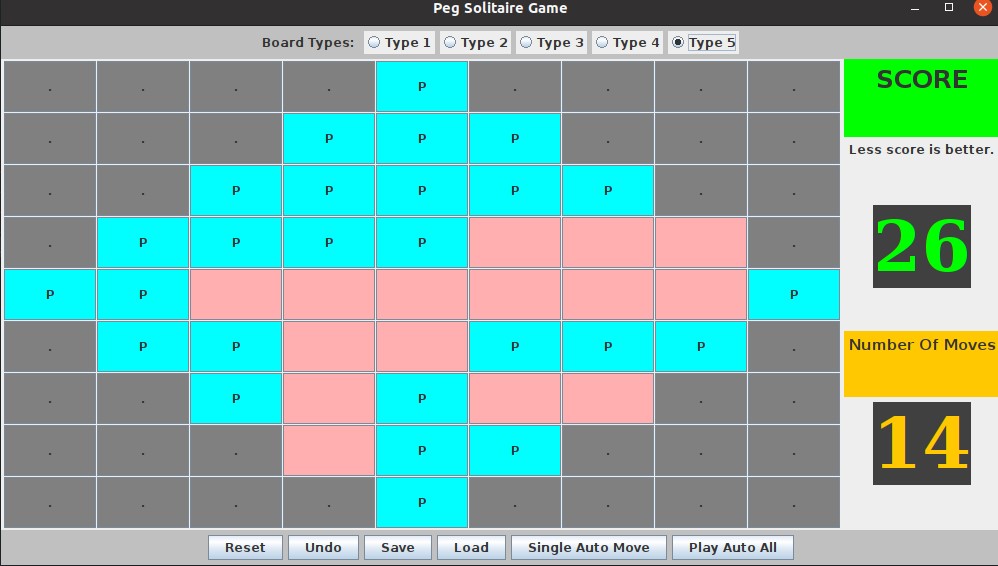 Peg Solitaire Game
Board Types: Type 1 Type 2 Type 3 Type 4 Type 5
. . . . P . . . .
. . . P P P . . .
. . P P P P P . .
. P P P P .
P P P
. P P P P P .
. . P P . .
. . . P P . . .
. . . . P . . . .
SCORE
Less score is better.
26
Number Of Moves
14
Reset Undo Save Load Single Auto Move Play Auto All